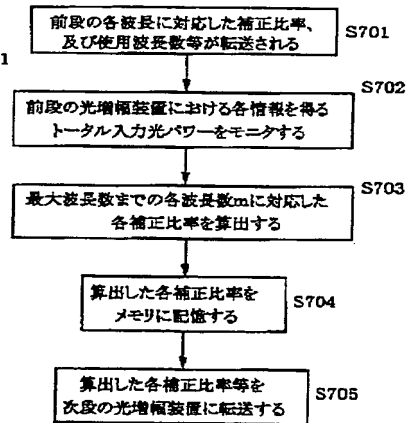 前段の各波長に対応した補正比率、
及び使用波長数等が転送される
S701
1
S702
前段の光増幅装置における各情報を得る
トータル入力光パワーをモニタする
S703
最大波長数までの各波長数mに対応した
各補正比率を算出する
算出した各補正比率を
メモリに記憶する
S704
算出した各補正比率等を
次段の光増幅装置に転送する
S705